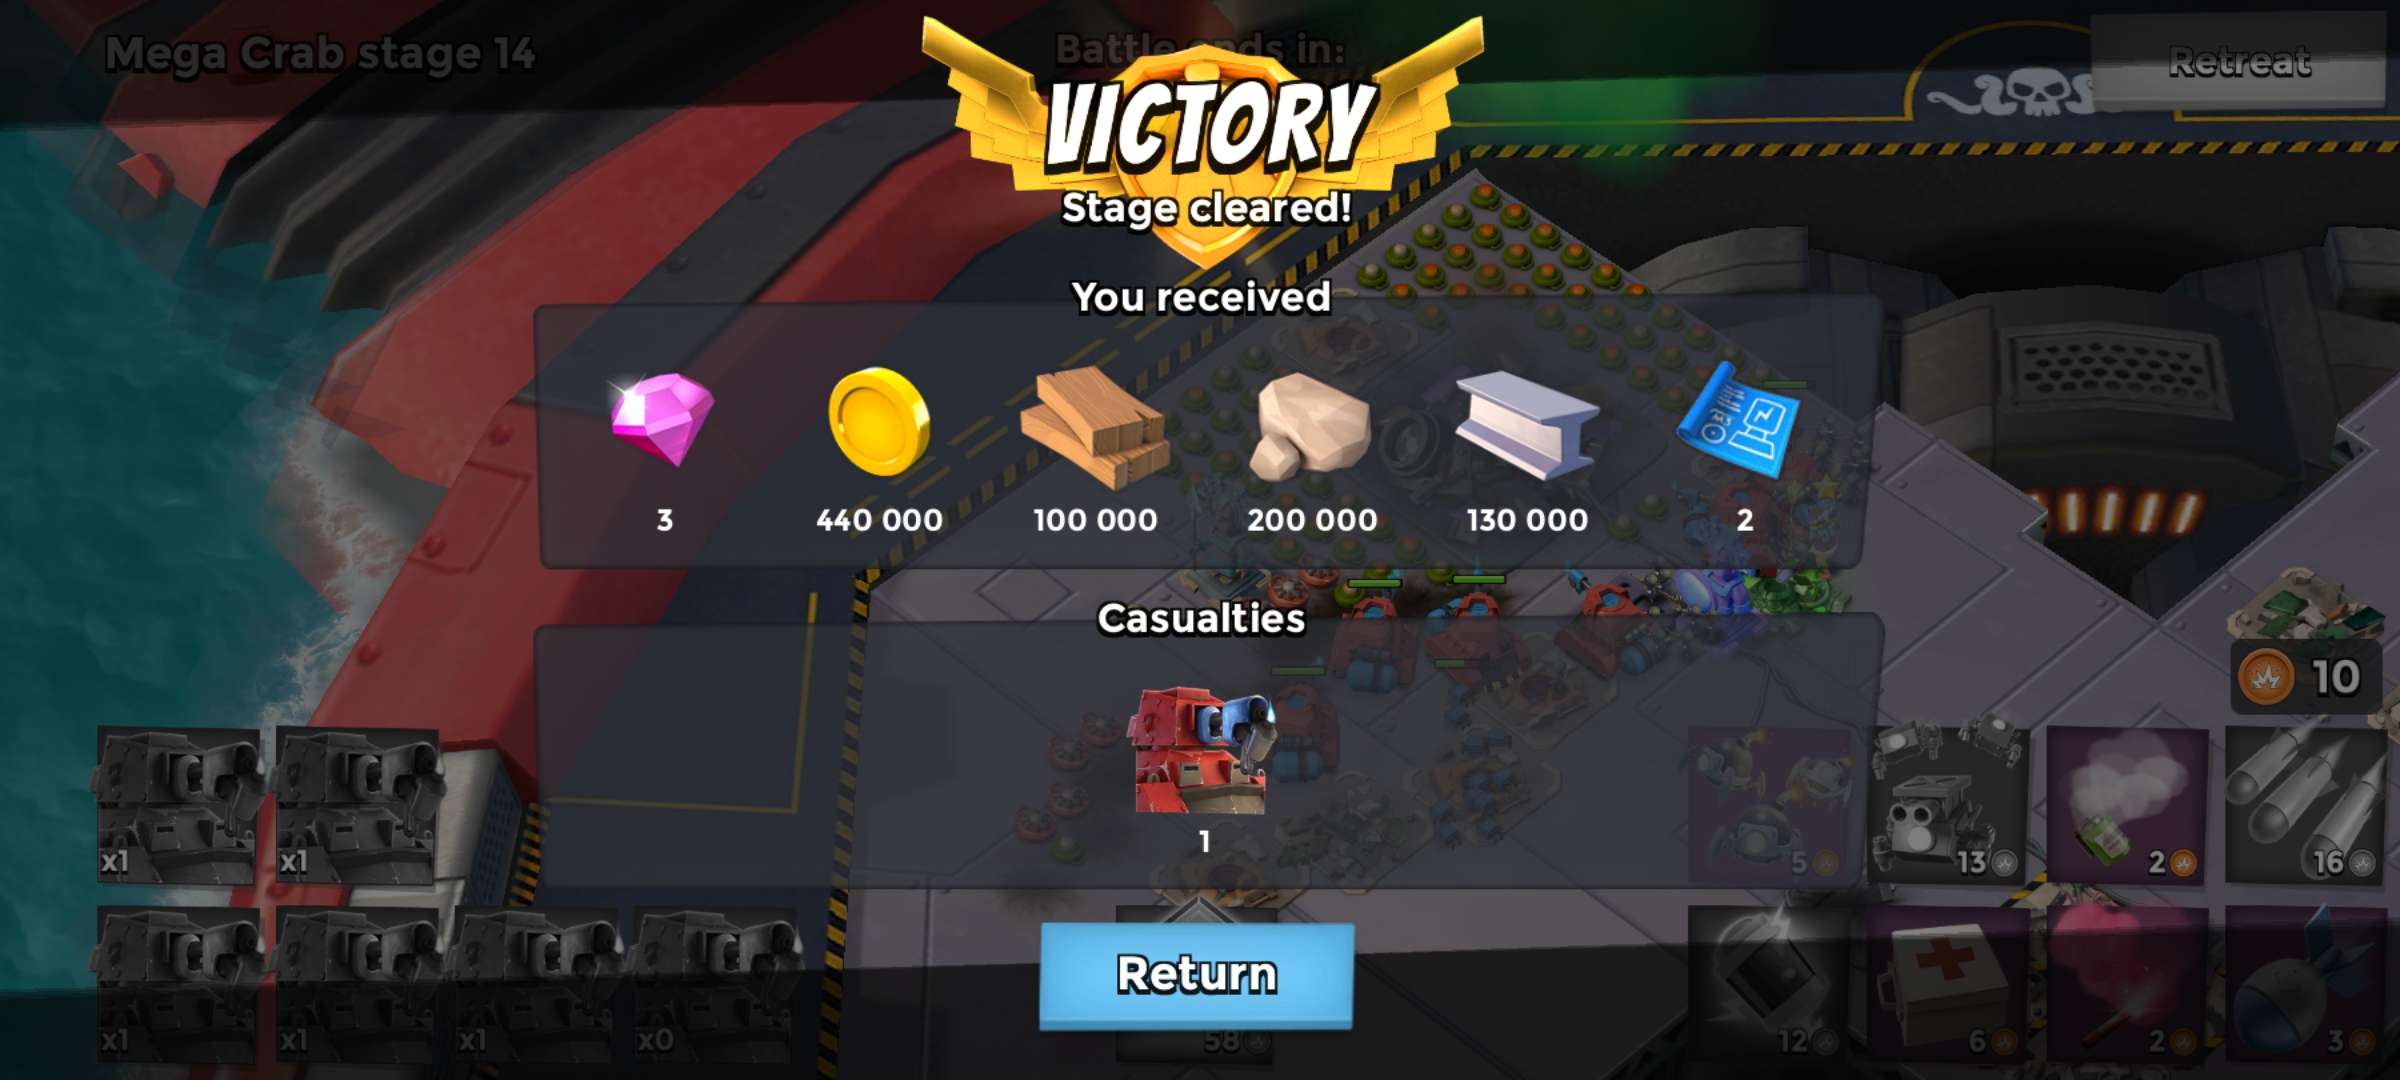 Mega Crab stage 14
Battle ends in:
Retreat
VICTORY
Stage cleared!
You received
3
440 000
100 000
200 000
130 000
2
Casualties
1
10
x1
x1
5
13
2
16
Return
x1
x1
x1
x0
58
12
6
2
3